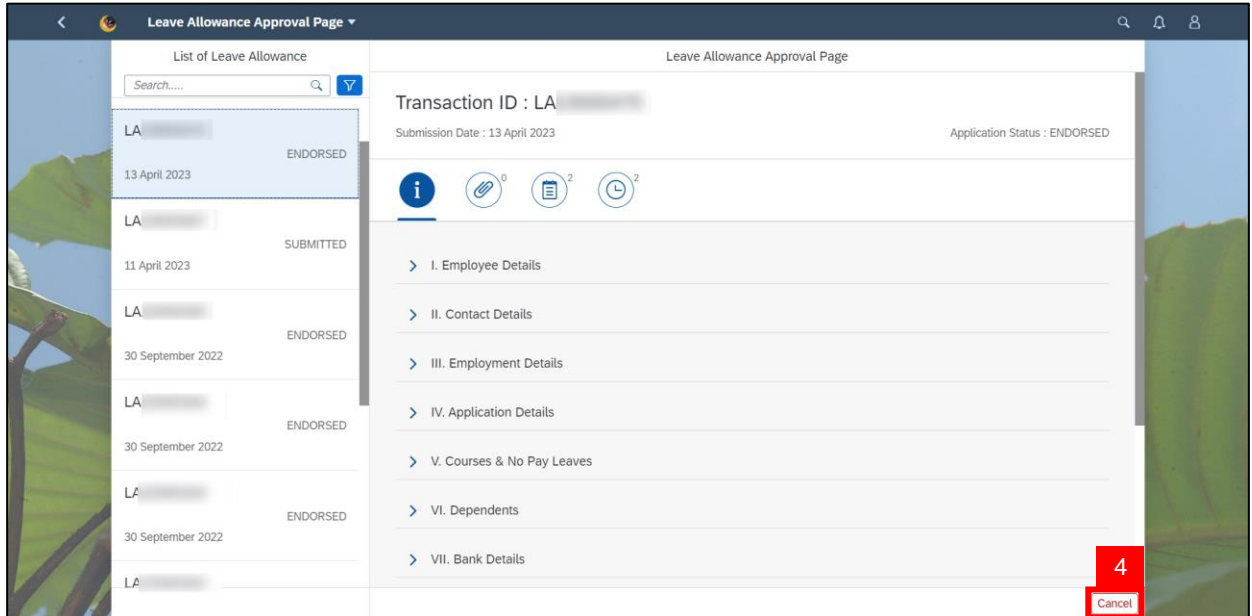 Leave Allowance Approval Page
List of Leave Allowance
Search.....
LA
ENDORSED
13 April 2023
LA
SUBMITTED
11 April 2023
LA
ENDORSED
30 September 2022
LA
ENDORSED
30 September 2022
LA
ENDORSED
30 September 2022
LA
Leave Allowance Approval Page
Transaction ID : LA
Submission Date : 13 April 2023
Application Status : ENDORSED
0
2
2
I. Employee Details
II. Contact Details
III. Employment Details
IV. Application Details
V. Courses & No Pay Leaves
VI. Dependents
VII. Bank Details
4
Cancel